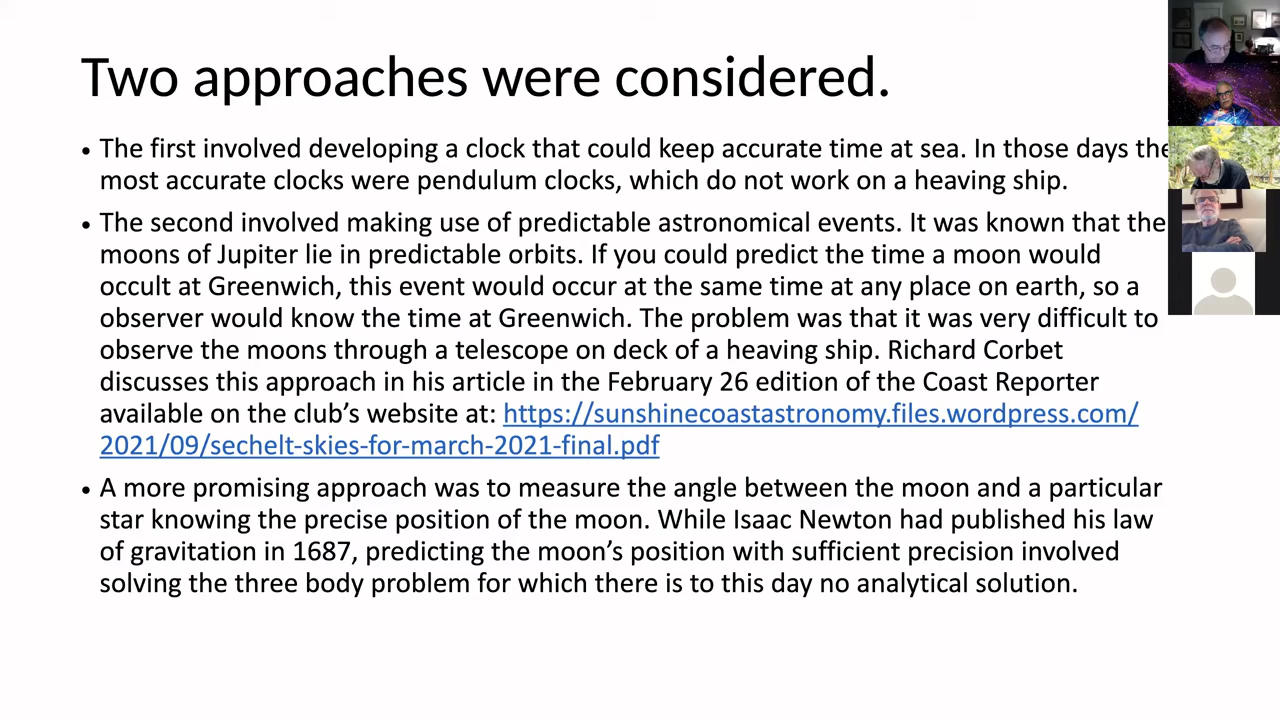 Two approaches were considered.
• The first involved developing a clock that could keep accurate time at sea. In those days the
most accurate clocks were pendulum clocks, which do not work on a heaving ship.
• The second involved making use of predictable astronomical events. It was known that the
moons of Jupiter lie in predictable orbits. If you could predict the time a moon would
occult at Greenwich, this event would occur at the same time at any place on earth, so a
observer would know the time at Greenwich. The problem was that it was very difficult to
observe the moons through a telescope on deck of a heaving ship. Richard Corbet
discusses this approach in his article in the February 26 edition of the Coast Reporter
available on the club’s website at: https://sunshinecoastastronomy.files.wordpress.com/
2021/09/sechelt-skies-for-march-2021-final.pdf
• A more promising approach was to measure the angle between the moon and a particular
star knowing the precise position of the moon. While Isaac Newton had published his law
of gravitation in 1687, predicting the moon’s position with sufficient precision involved
solving the three body problem for which there is to this day no analytical solution.